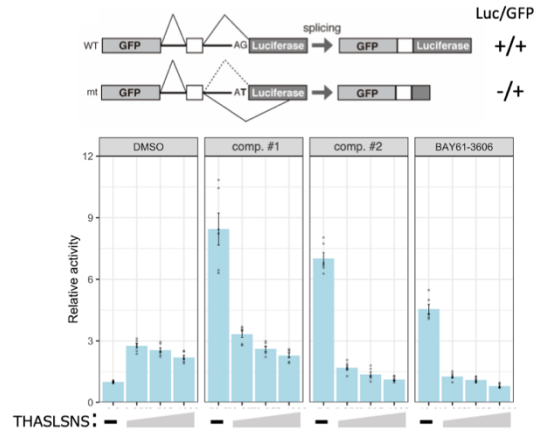 Luc/GFP
splicing
WT GFP AG Luciferase GFP Luciferase +/+
mt GFP AT Luciferase GFP -/+
DMSO comp. #1 comp. #2 BAY61-3606
12
9
6
3
0
Relative activity
THASLSNS :